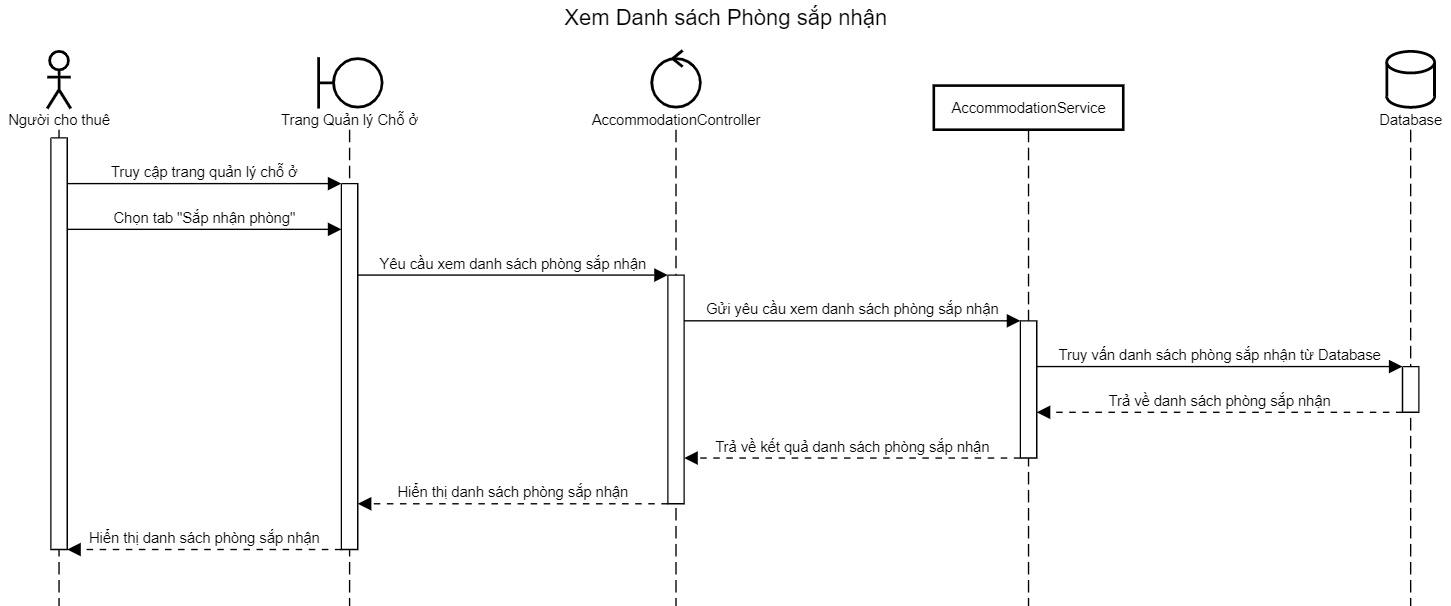 Xem Danh sách Phòng sắp nhận
Người cho thuê
Trang Quản lý Chỗ ở
AccommodationController
AccommodationService
Database
Truy cập trang quản lý chỗ ở
Chọn tab "Sắp nhận phòng"
Yêu cầu xem danh sách phòng sắp nhận
Gửi yêu cầu xem danh sách phòng sắp nhận
Truy vấn danh sách phòng sắp nhận từ Database
Trả về danh sách phòng sắp nhận
Trả về kết quả danh sách phòng sắp nhận
Hiển thị danh sách phòng sắp nhận
Hiển thị danh sách phòng sắp nhận